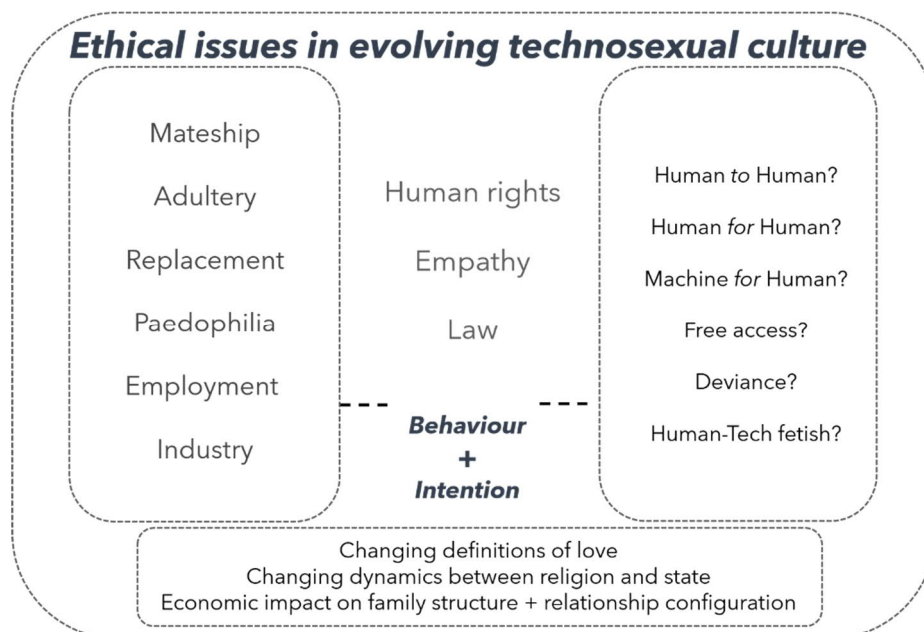 Ethical issues in evolving technosexual culture
Mateship
Adultery
Replacement
Paedophilia
Employment
Industry
Human rights
Empathy
Law
Behaviour
+
Intention
Human to Human?
Human for Human?
Machine for Human?
Free access?
Deviance?
Human-Tech fetish?
Changing definitions of love
Changing dynamics between religion and state
Economic impact on family structure + relationship configuration